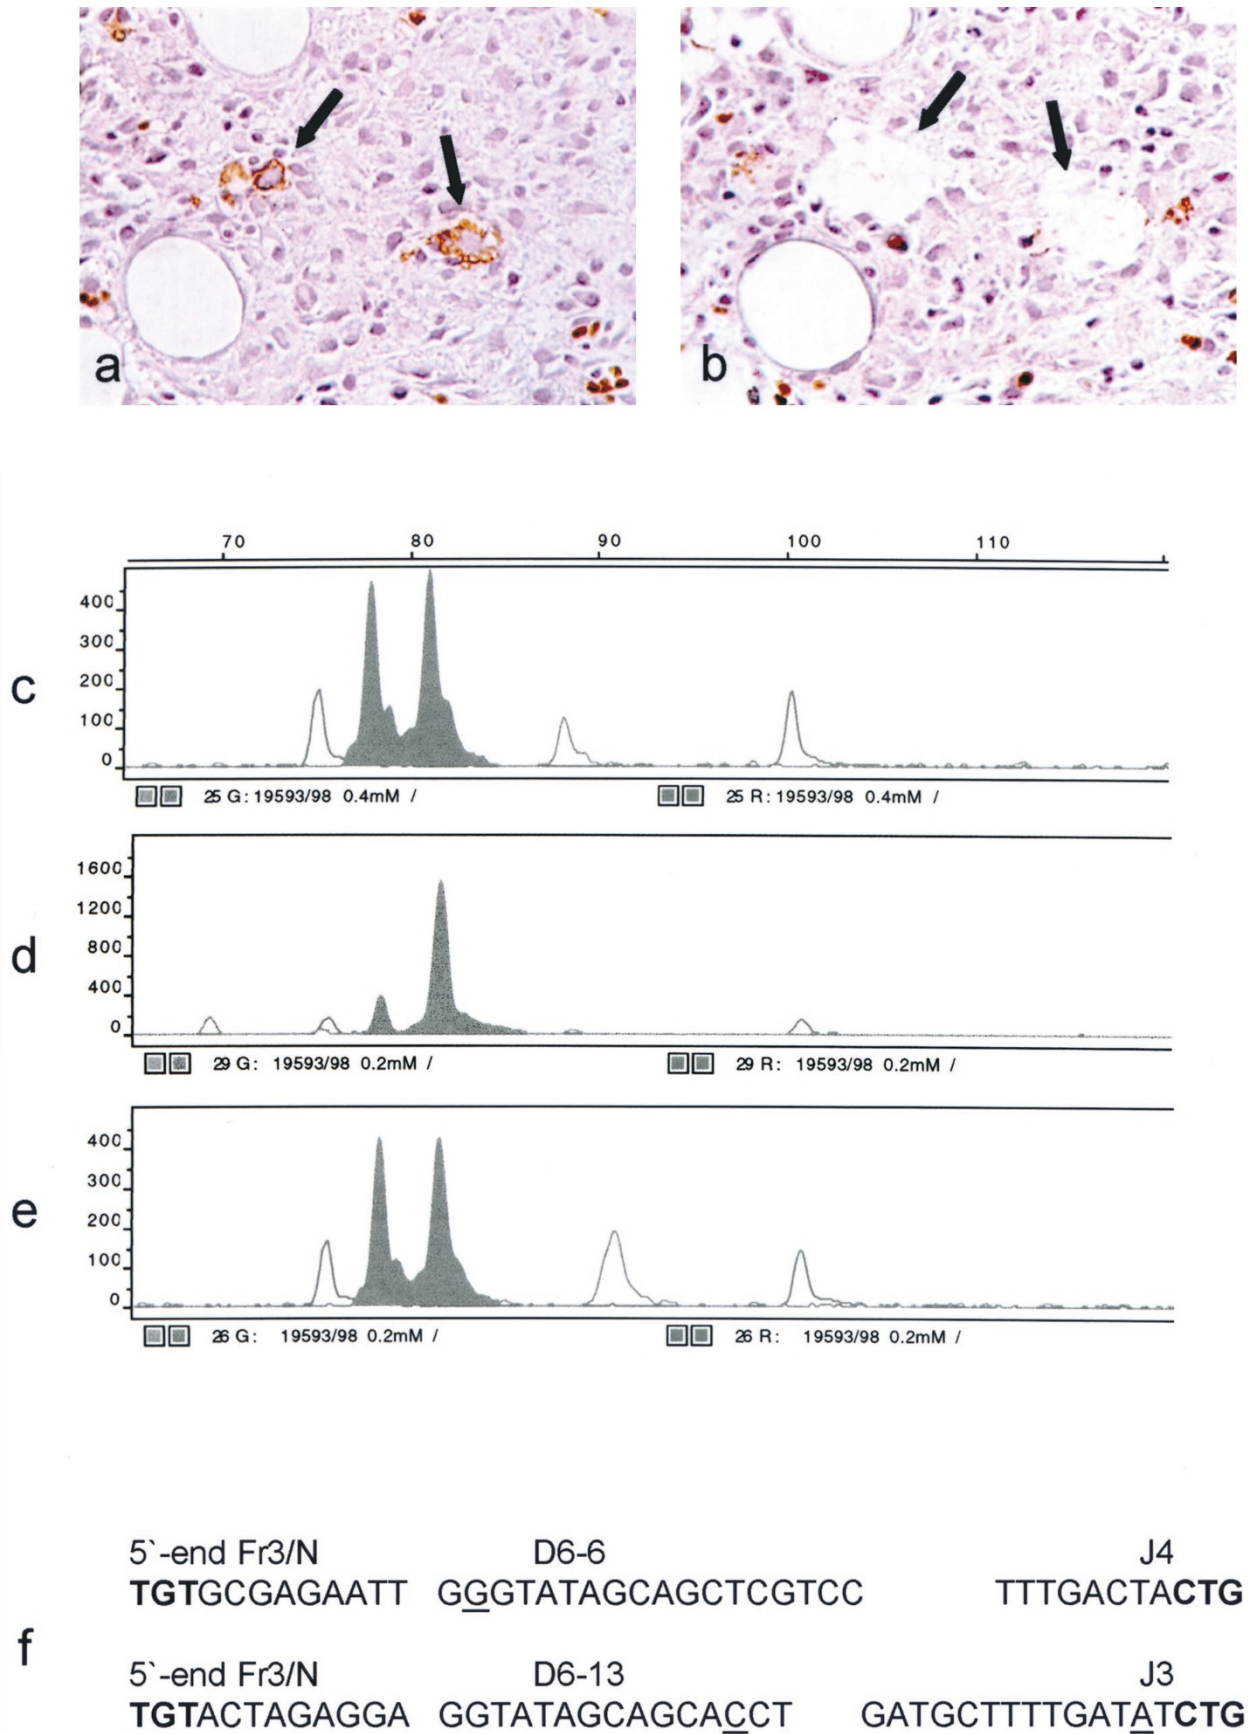 a
b
70 80 90 100 110
c
400
300
200
100
0
25 G: 19593/98 0.4mM / 25 R: 19593/98 0.4mM /
d
1600
1200
800
400
0
29 G: 19593/98 0.2mM / 29 R: 19593/98 0.2mM /
e
400
300
200
100
0
26 G: 19593/98 0.2mM / 26 R: 19593/98 0.2mM /
f
5`-end Fr3/N D6-6 J4
TGTGCGAGAATT GGGTATAGCAGCTCGTCC TTTGACTACTG
5`-end Fr3/N D6-13 J3
TGTACTAGAGGA GGTATAGCAGCACCT GATGCTTTTGATATCTG